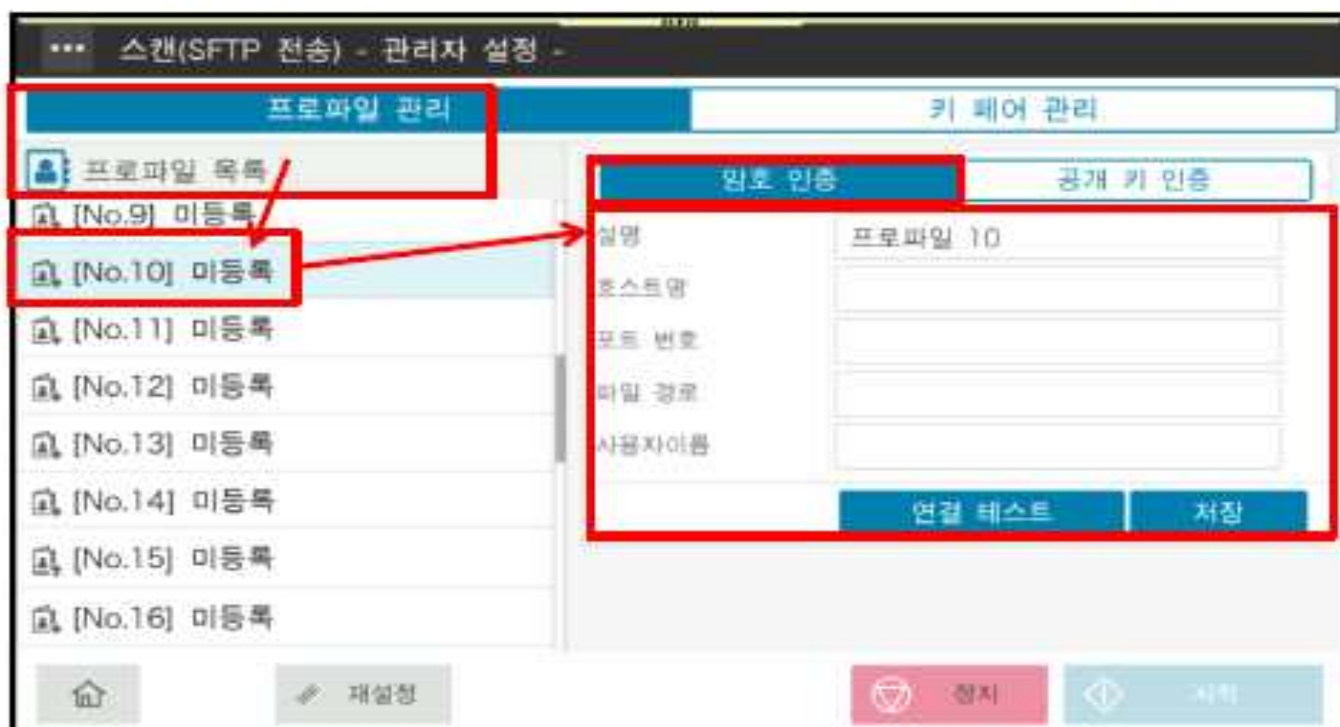 스캔(SFTP 전송) - 관리자 설정 -
프로파일 관리
키 페어 관리
프로파일 목록
[No.9] 미등록
[No.10] 미등록
[No.11] 미등록
[No.12] 미등록
[No.13] 미등록
[No.14] 미등록
[No.15] 미등록
[No.16] 미등록
암호 인증
공개 키 인증
설명
프로파일 10
호스트명
포트 번호
파일 경로
사용자이름
연결 테스트
저장
재설정
정지
시작